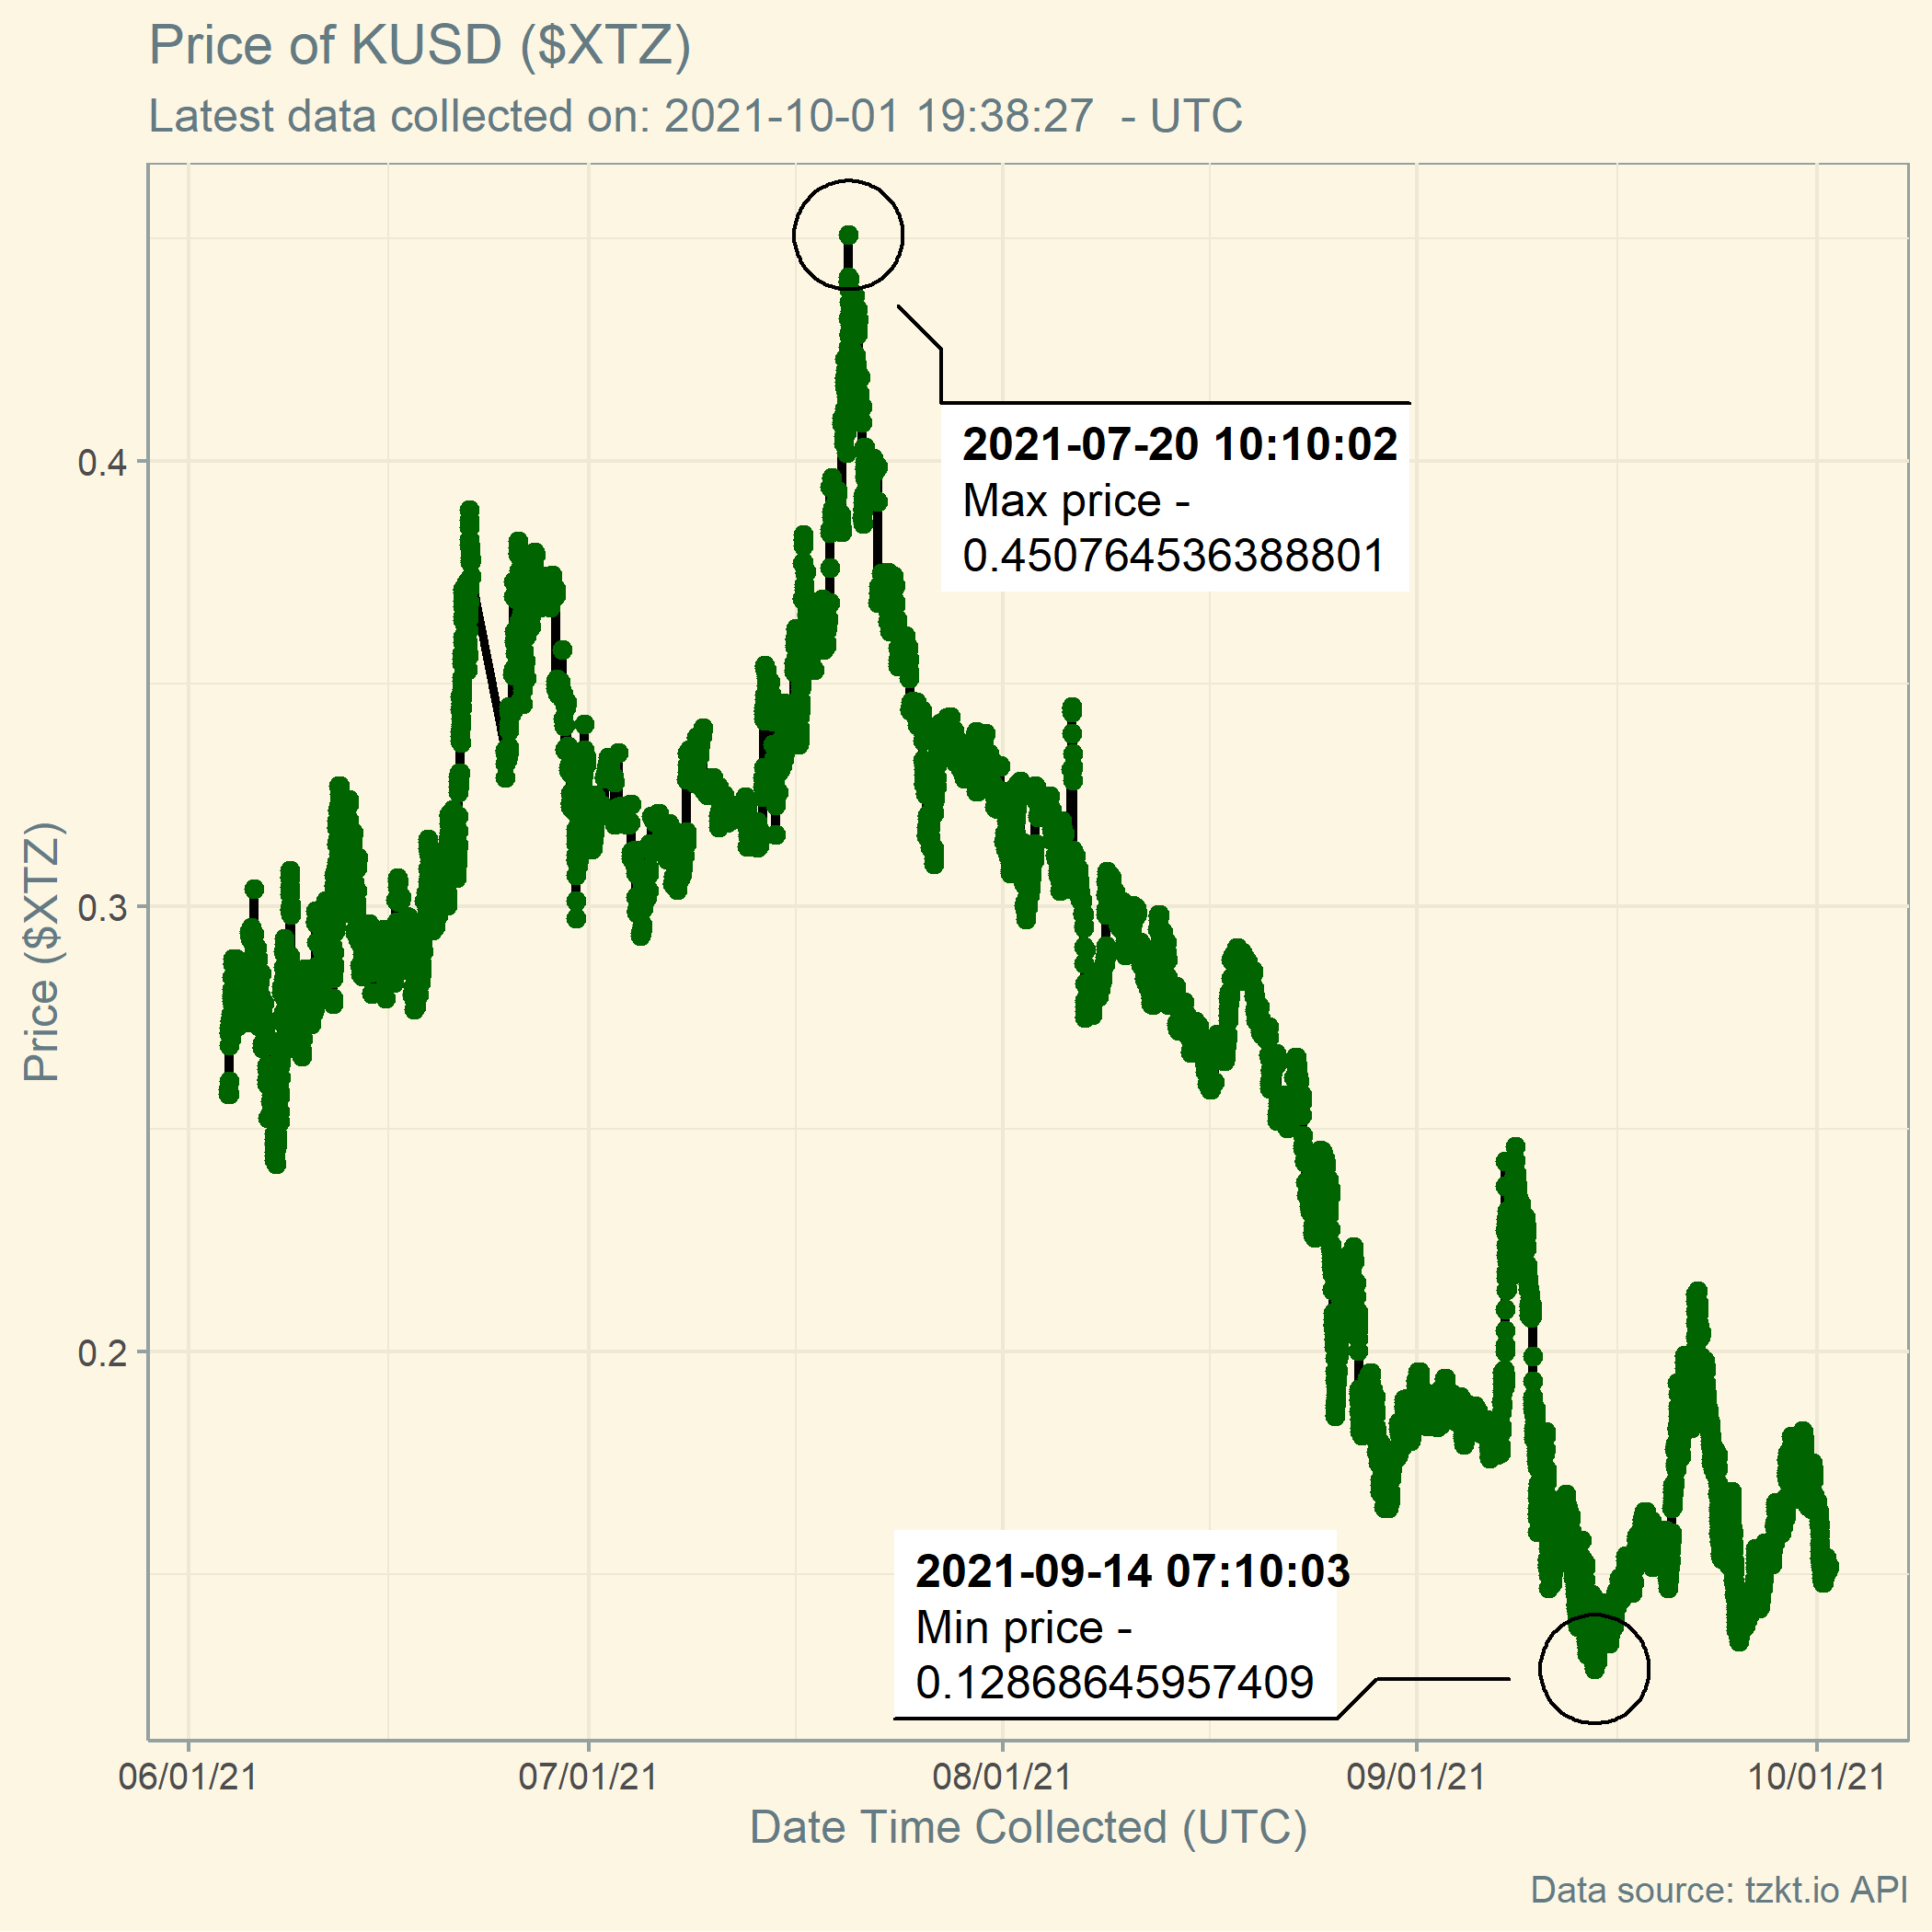 Price of KUSD ($XTZ)
Latest data collected on: 2021-10-01 19:38:27  - UTC
2021-07-20 10:10:02
Max price -
0.450764536388801
0.4
0.3
0.2
Price ($XTZ)
2021-09-14 07:10:03
Min price -
0.12868645957409
06/01/21
07/01/21
08/01/21
09/01/21
10/01/21
Date Time Collected (UTC)
Data source: tzkt.io API